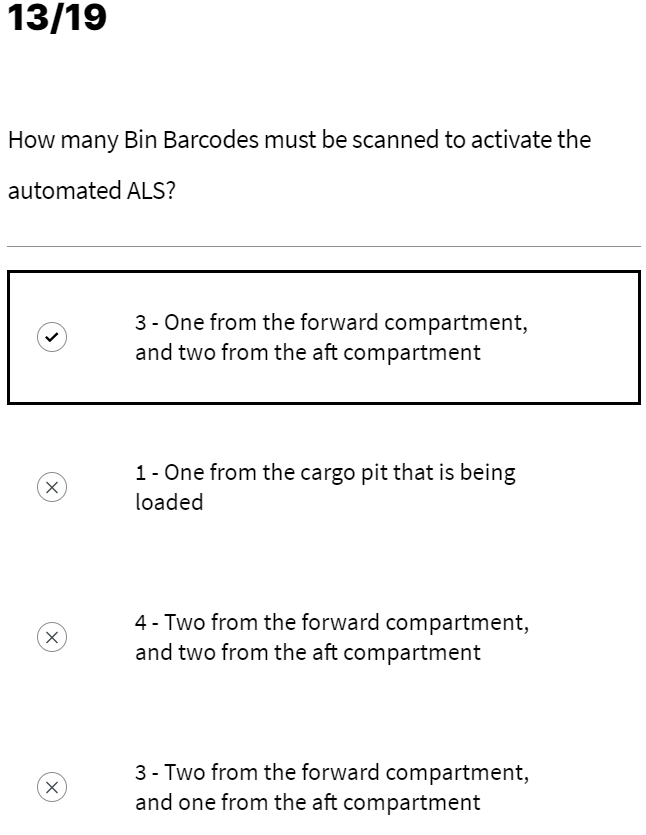 13/19
How many Bin Barcodes must be scanned to activate the
automated ALS?
3 - One from the forward compartment,
and two from the aft compartment
1 - One from the cargo pit that is being
loaded
4 - Two from the forward compartment,
and two from the aft compartment
3 - Two from the forward compartment,
and one from the aft compartment